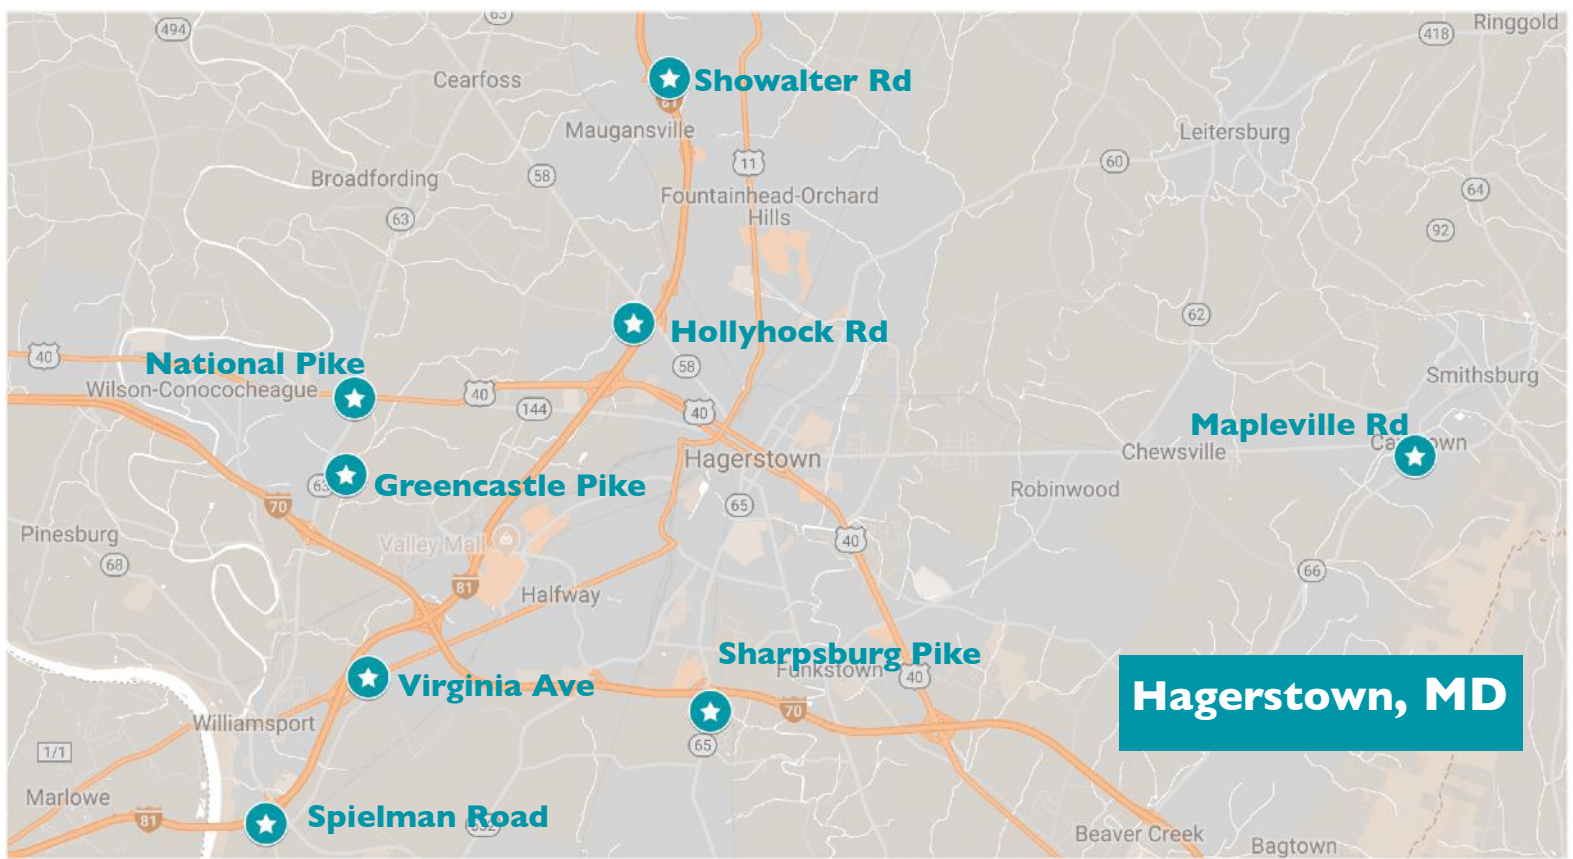 63
494
418
Ringgold
Cearfoss
Showalter Rd
81
Maugansville
Leitersburg
11
60
58
Broadfording
Fountainhead-Orchard
Hills
64
63
92
62
Hollyhock Rd
40
National Pike
58
Wilson-Conococheague
40
Smithsburg
144
40
Mapleville Rd
Chewsville
Hagerstown
63
Greencastle Pike
Robinwood
70
65
Pinesburg
Valley Mall
40
68
66
81
Halfway
Sharpsburg Pike
Funkstown
40
Virginia Ave
Hagerstown, MD
70
Williamsport
65
1/1
Marlowe
81
Spielman Road
Beaver Creek
Bagtown